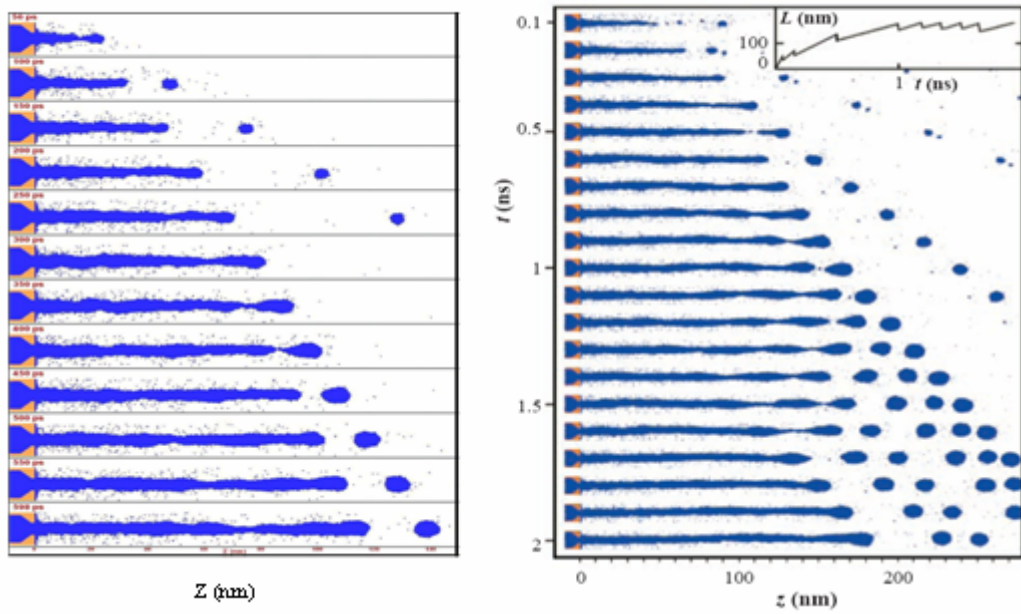 50 ps
100 ps
150 ps
200 ps
250 ps
300 ps
350 ps
400 ps
450 ps
500 ps
550 ps
Z (nm)
0.1
0.5
1
1.5
2
t (ns)
L (nm)
100
0
1 t (ns)
0 100 200
z (nm)